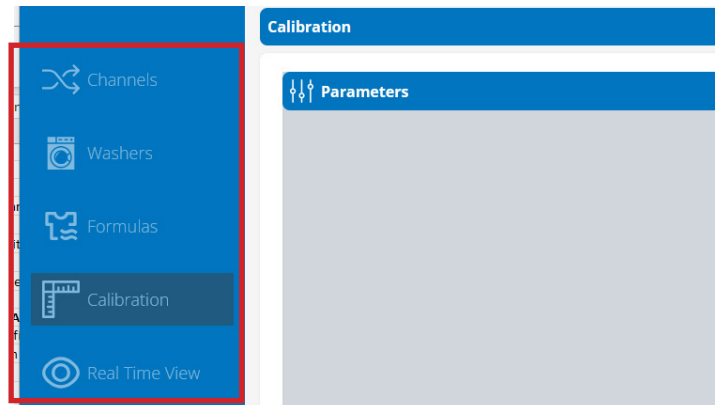 Calibration
Channels
Parameters
Washers
Formulas
Calibration
Real Time View